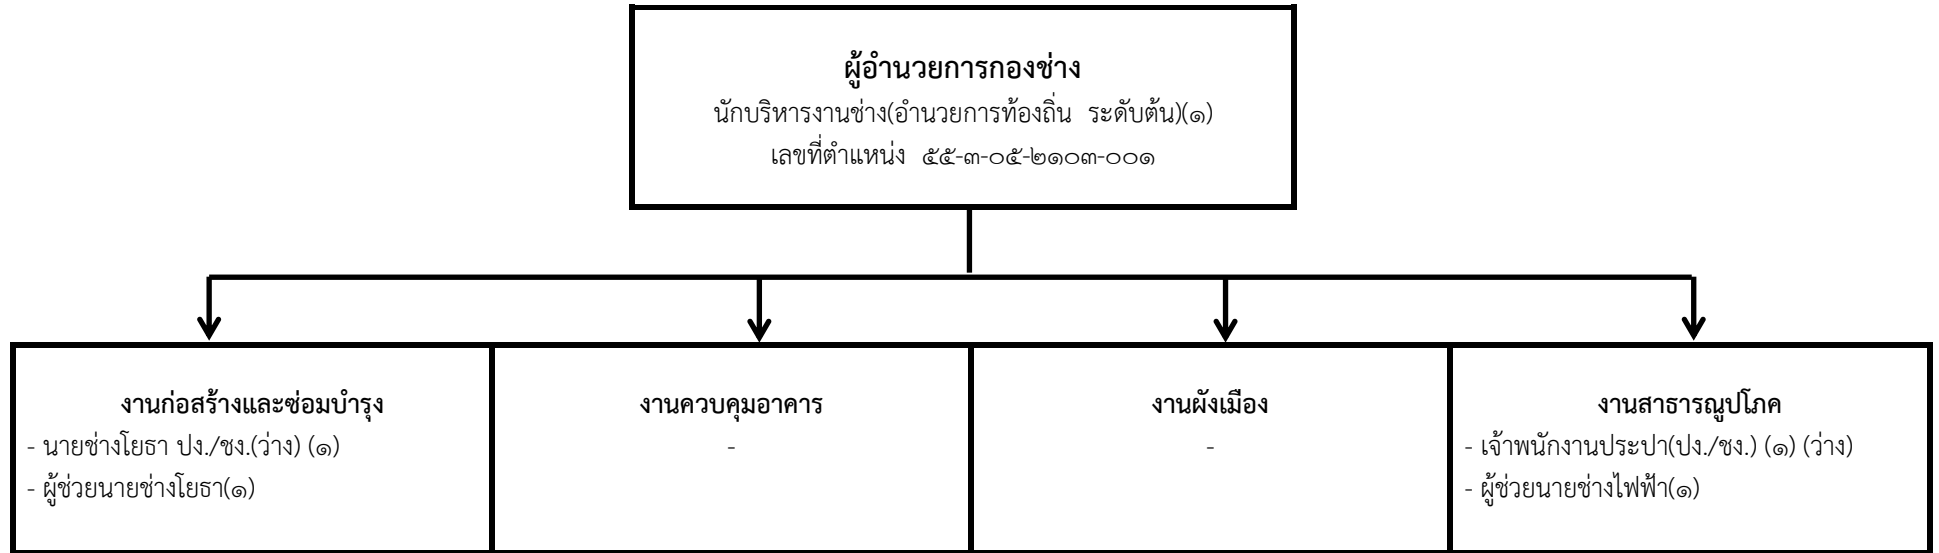 ผู้อำนวยการกองช่าง
นักบริหารงานช่าง(อำนวยการท้องถิ่น ระดับต้น)(๑)
เลขที่ตำแหน่ง ๕๕-๓-๐๕-๒๑๐๓-๐๐๑
งานก่อสร้างและซ่อมบำรุง
- นายช่างโยธา ปง./ชง.(ว่าง) (๑)
- ผู้ช่วยนายช่างโยธา(๑)
งานควบคุมอาคาร
-
งานผังเมือง
-
งานสาธารณูปโภค
- เจ้าพนักงานประปา(ปง./ชง.) (๑) (ว่าง)
- ผู้ช่วยนายช่างไฟฟ้า(๑)